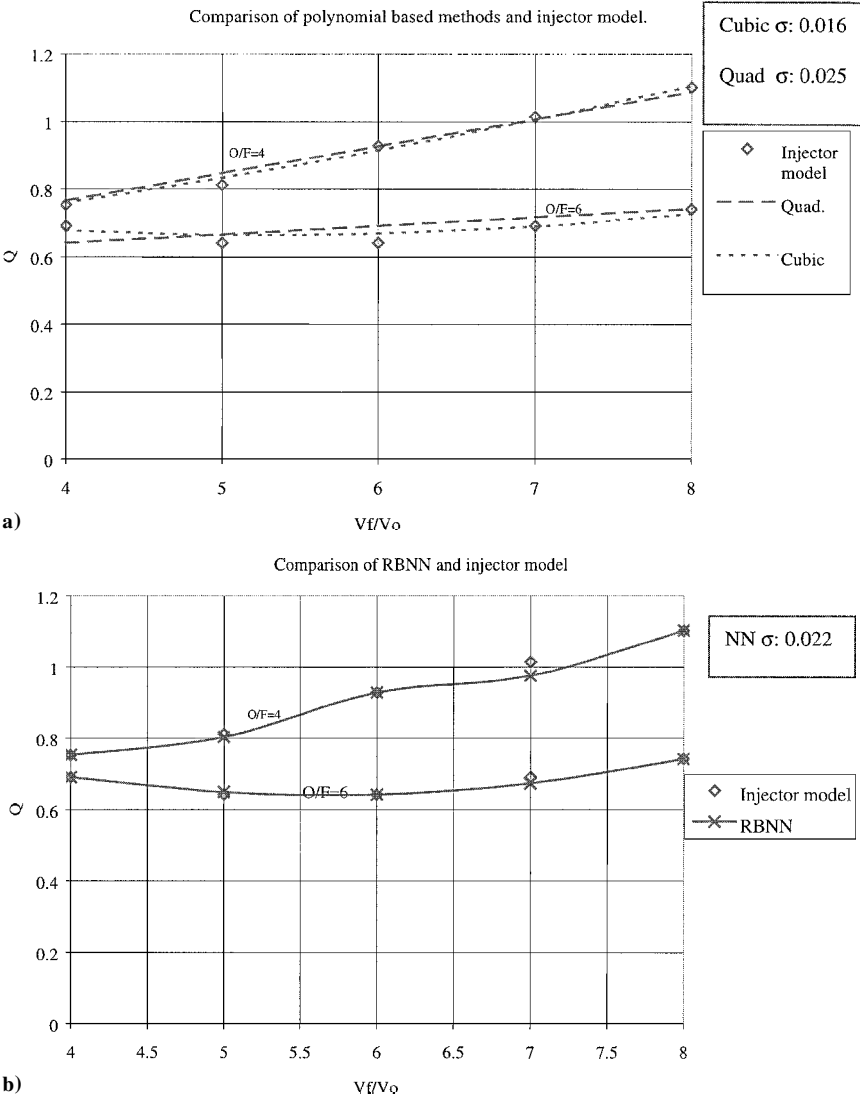 Comparison of polynomial based methods and injector model.
Cubic σ: 0.016
Quad σ: 0.025
1.2
1
0.8
0.6
0.4
0.2
0
Q
O/F=4
O/F=6
Injector
model
Quad.
Cubic
4 5 6 7 8
Vf/Vo
a)
Comparison of RBNN and injector model
NN σ: 0.022
1.2
1
0.8
0.6
0.4
0.2
0
Q
O/F=4
O/F=6
Injector model
RBNN
4 4.5 5 5.5 6 6.5 7 7.5 8
Vf/Vo
b)